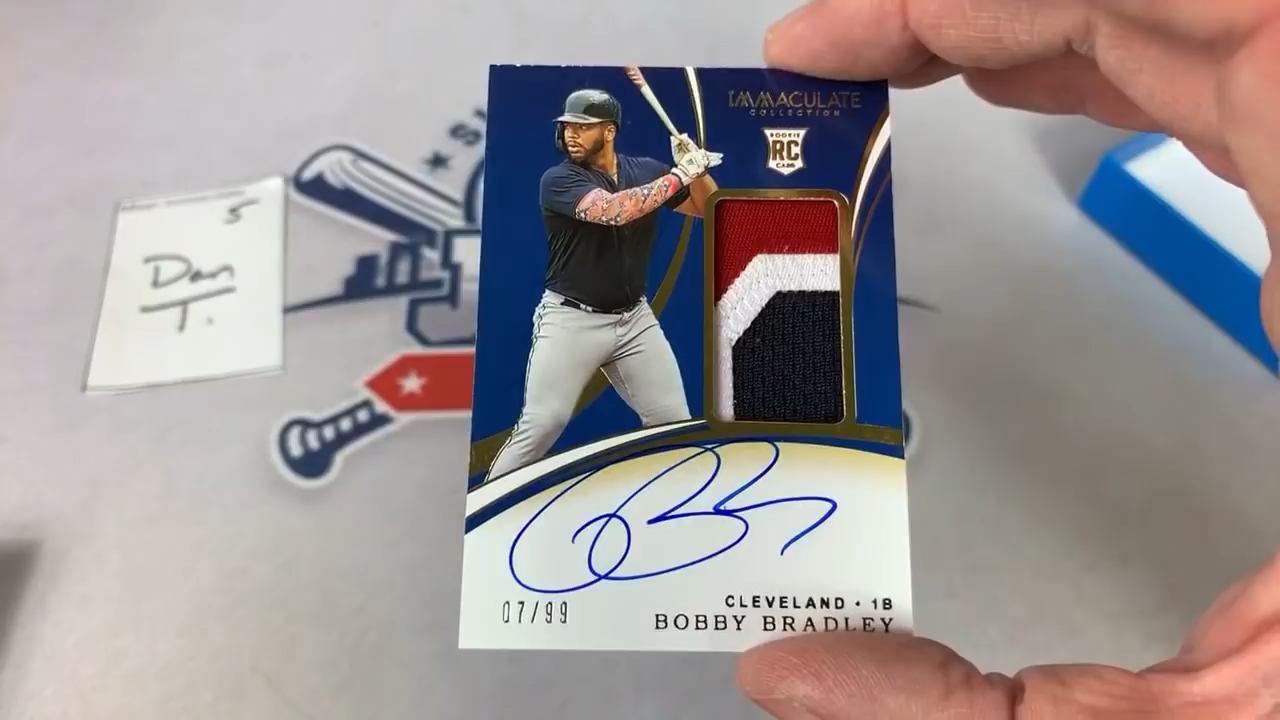 IMMACULATE
COLLECTION
ROOKIE
RC
CARD
5
Dan
T.
07/99
CLEVELAND • 1B
BOBBY BRADLEY